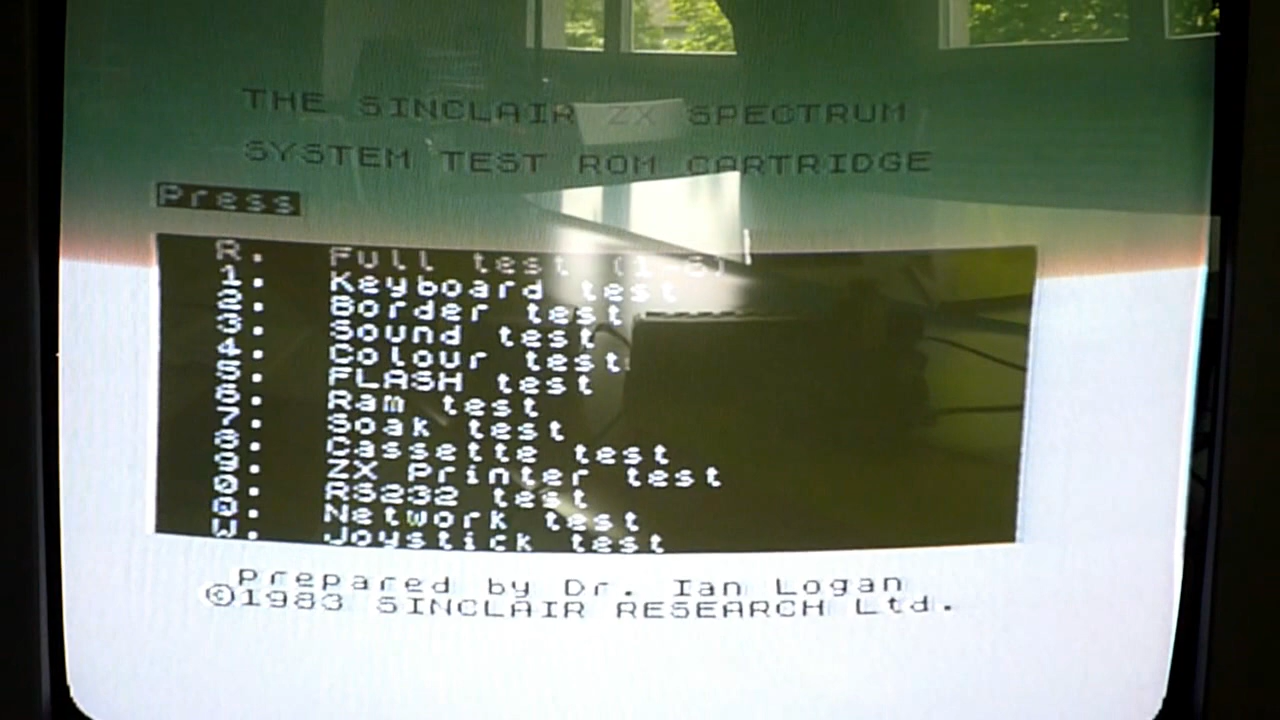 THE SINCLAIR ZX SPECTRUM
SYSTEM TEST ROM CARTRIDGE
Press
R. Full test (1-6)
1. Keyboard test
2. Border test
3. Sound test
4. Colour test
5. FLASH test
6. Ram test
7. Soak test
8. Cassette test
9. ZX Printer test
0. RS232 test
Q. Network test
W. Joystick test
Prepared by Dr. Ian Logan
©1983 SINCLAIR RESEARCH Ltd.